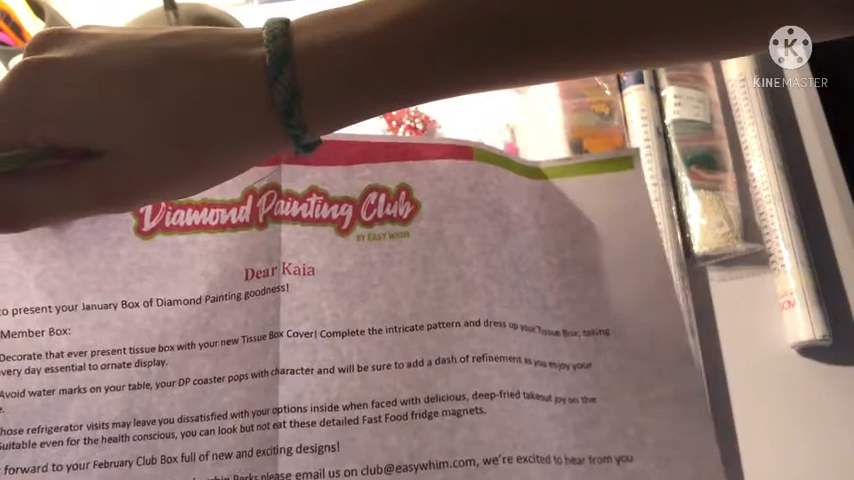 KINEMASTER
Diamond Painting Club
BY EASY WHIM
Dear Kaia
to present your January Box of Diamond Painting goodness!
Member Box:
Decorate that ever present tissue box with your new Tissue Box Cover! Complete the intricate pattern and dress up your Tissue Box, taking
every day essential to ornate display.
Avoid water marks on your table, your DP coaster pops with character and will be sure to add a dash of refinement as you enjoy your
e.
those refrigerator visits may leave you dissatisfied with your options inside when faced with delicious, deep-fried takeout joy on the
Suitable even for the health conscious, you can look but not eat these detailed Fast Food fridge magnets.
forward to your February Club Box full of new and exciting designs!
Perks please email us on club@easywhim.com, we're excited to hear from you